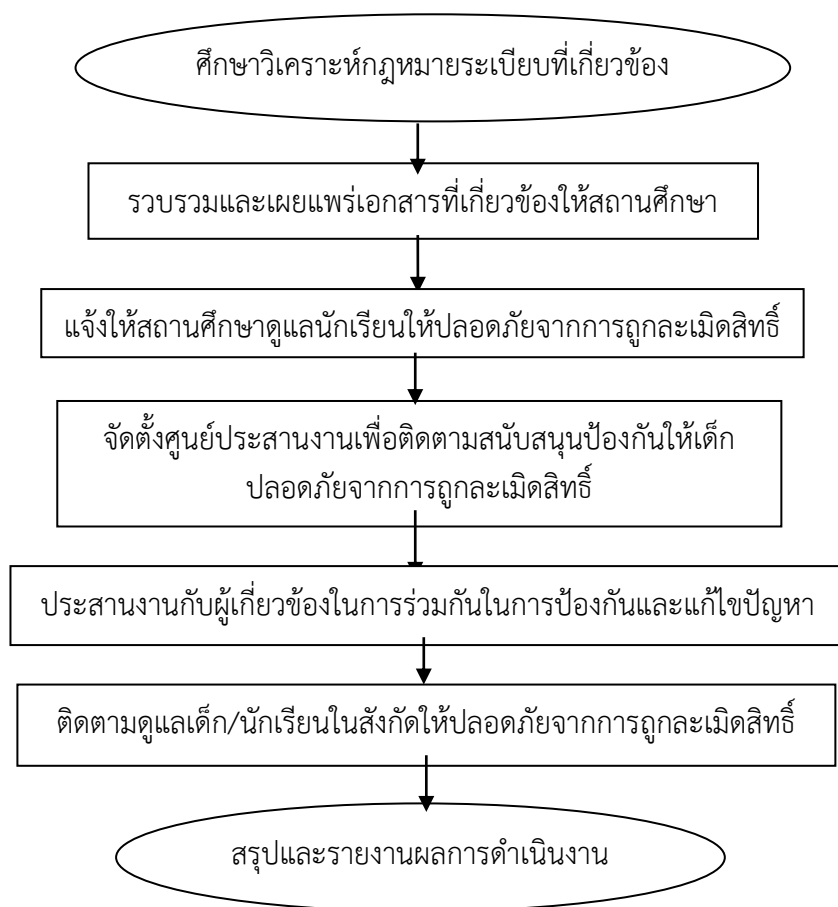 ศึกษาวิเคราะห์กฎหมายระเบียบที่เกี่ยวข้อง
รวบรวมและเผยแพร่เอกสารที่เกี่ยวข้องให้สถานศึกษา
แจ้งให้สถานศึกษาดูแลนักเรียนให้ปลอดภัยจากการถูกละเมิดสิทธิ์
จัดตั้งศูนย์ประสานงานเพื่อติดตามสนับสนุนป้องกันให้เด็ก
ปลอดภัยจากการถูกละเมิดสิทธิ์
ประสานงานกับผู้เกี่ยวข้องในการร่วมกันในการป้องกันและแก้ไขปัญหา
ติดตามดูแลเด็ก/นักเรียนในสังกัดให้ปลอดภัยจากการถูกละเมิดสิทธิ์
สรุปและรายงานผลการดำเนินงาน